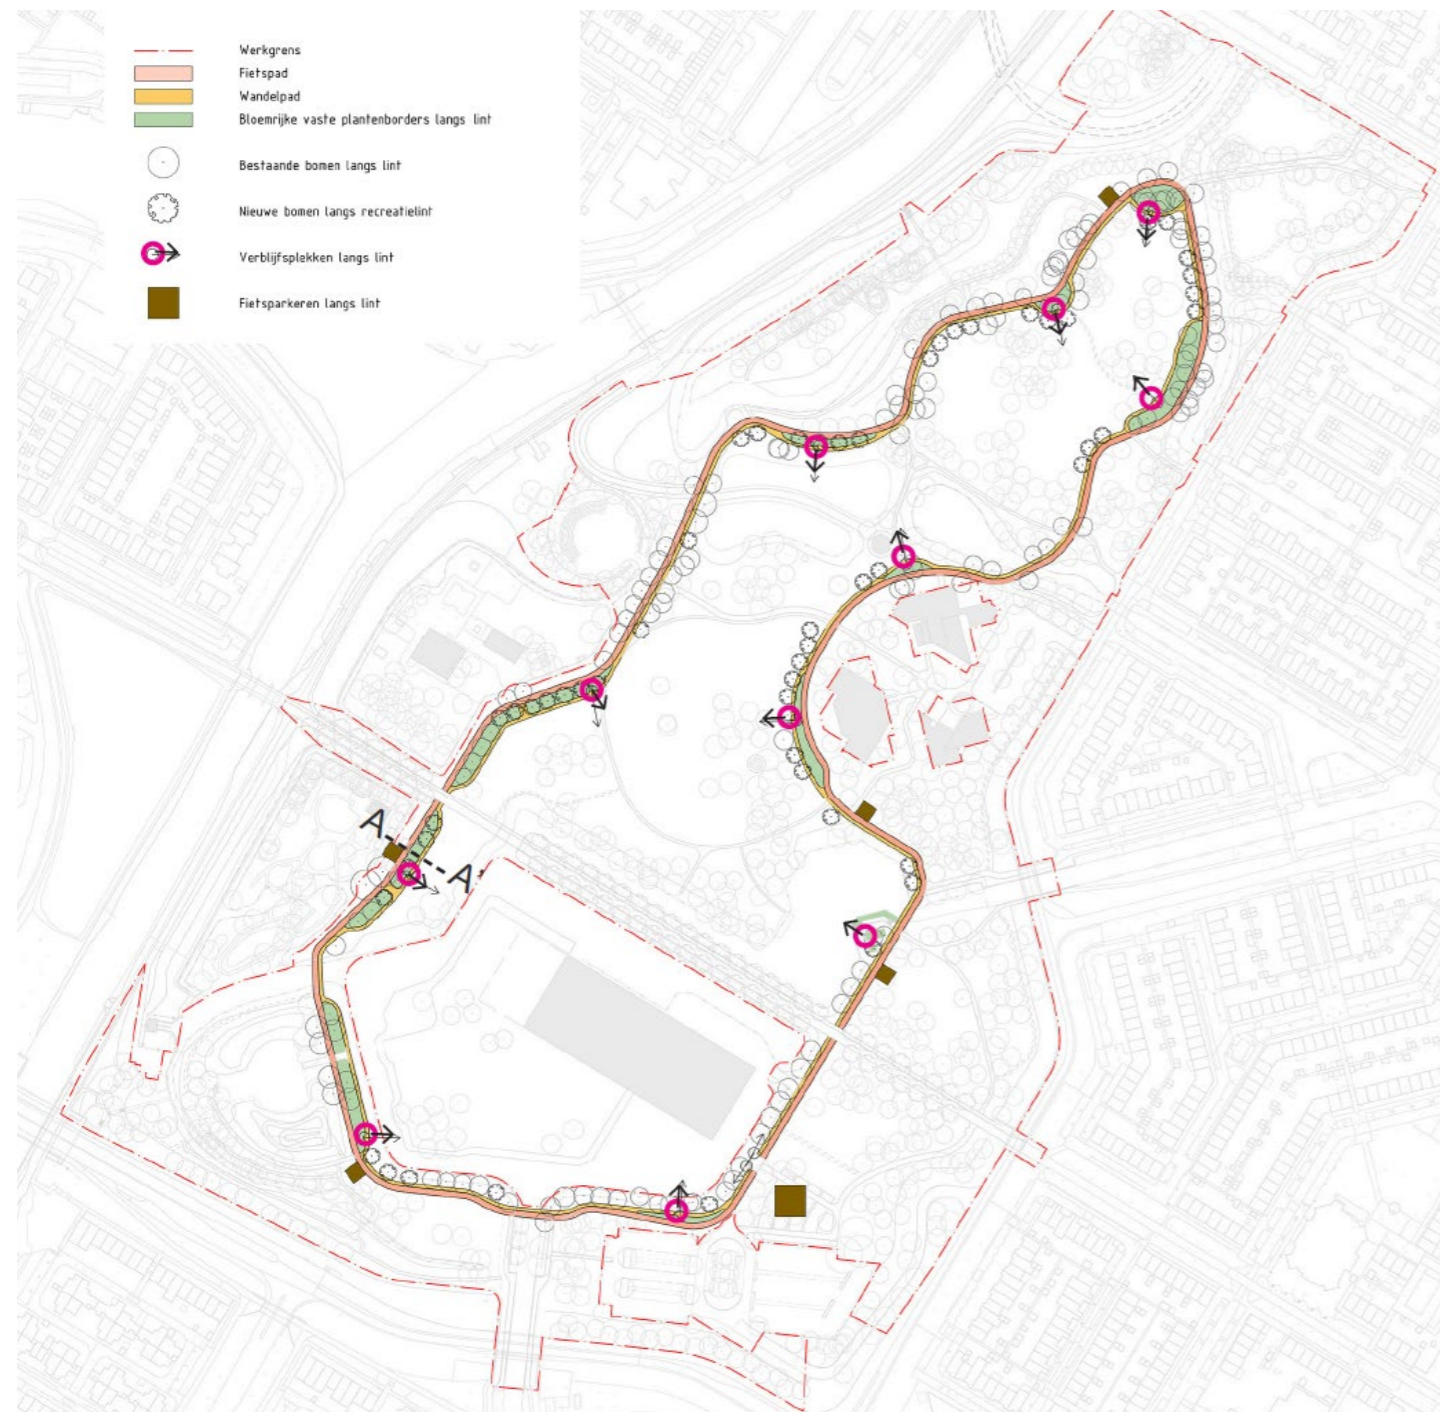 Werkgrens
Fietspad
Wandelpad
Bloemrijke vaste plantenborders langs lint
Bestaande bomen langs lint
Nieuwe bomen langs recreatielint
Verblijfsplekken langs lint
Fietsparkeren langs lint
A
A'